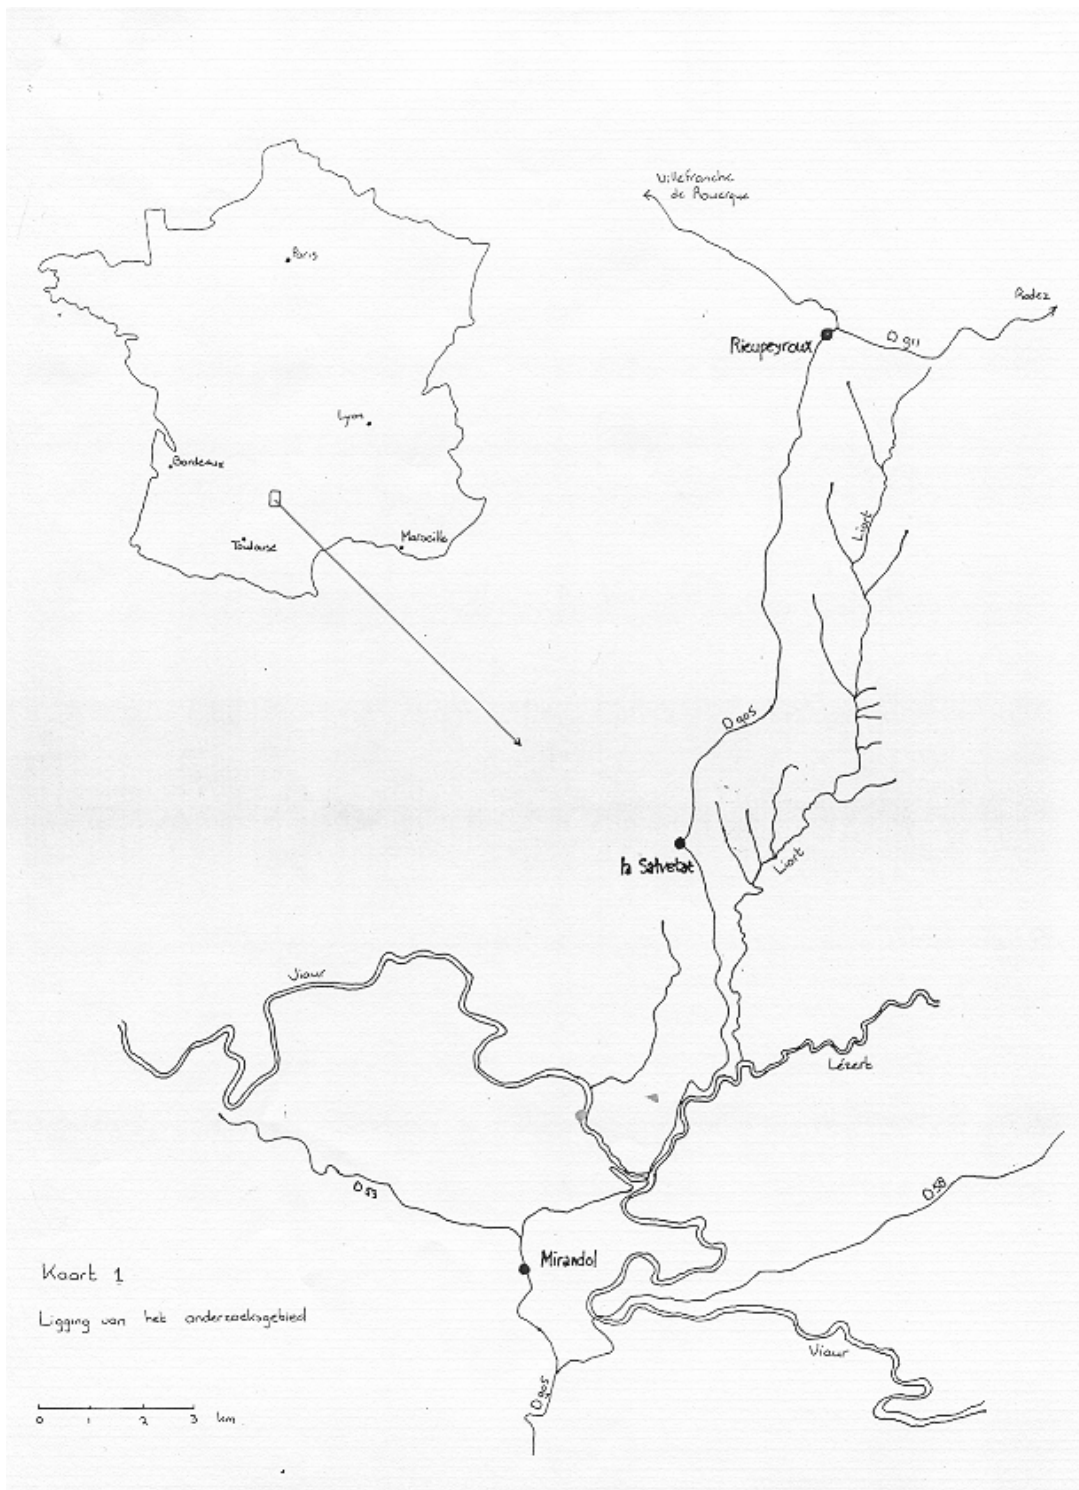 Villefranche
de Rouergue
Paris
Rodez
Rieupeyroux
D 911
Lyon
Bordeaux
Liort
Toulouse
Marseille
D 905
la Salvetat
Liort
Viaur
Lézert
D 53
D 58
Mirandol
Kaart 1
Ligging van het onderzoeksgebied
Viaur
D 905
0 1 2 3 km